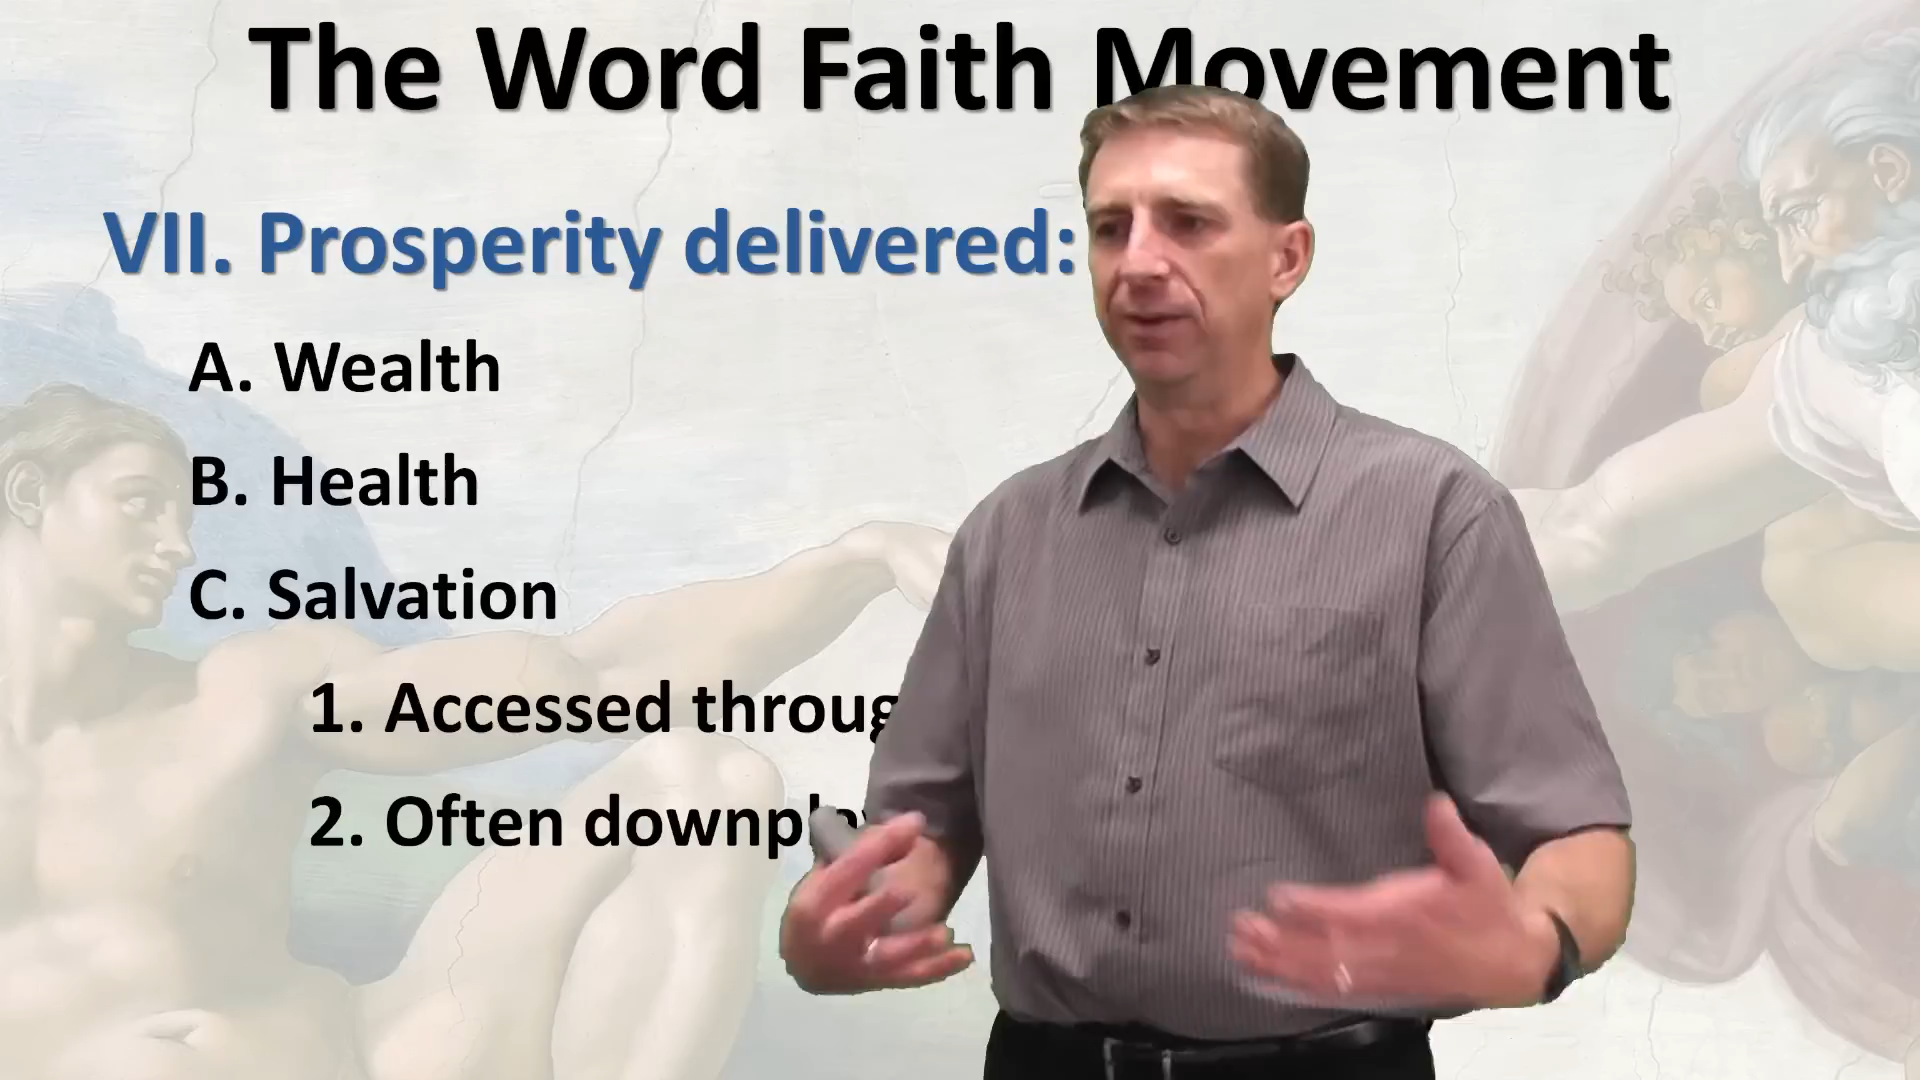 The Word Faith Movement
VII. Prosperity delivered:
A. Wealth
B. Health
C. Salvation
1. Accessed
2. Often